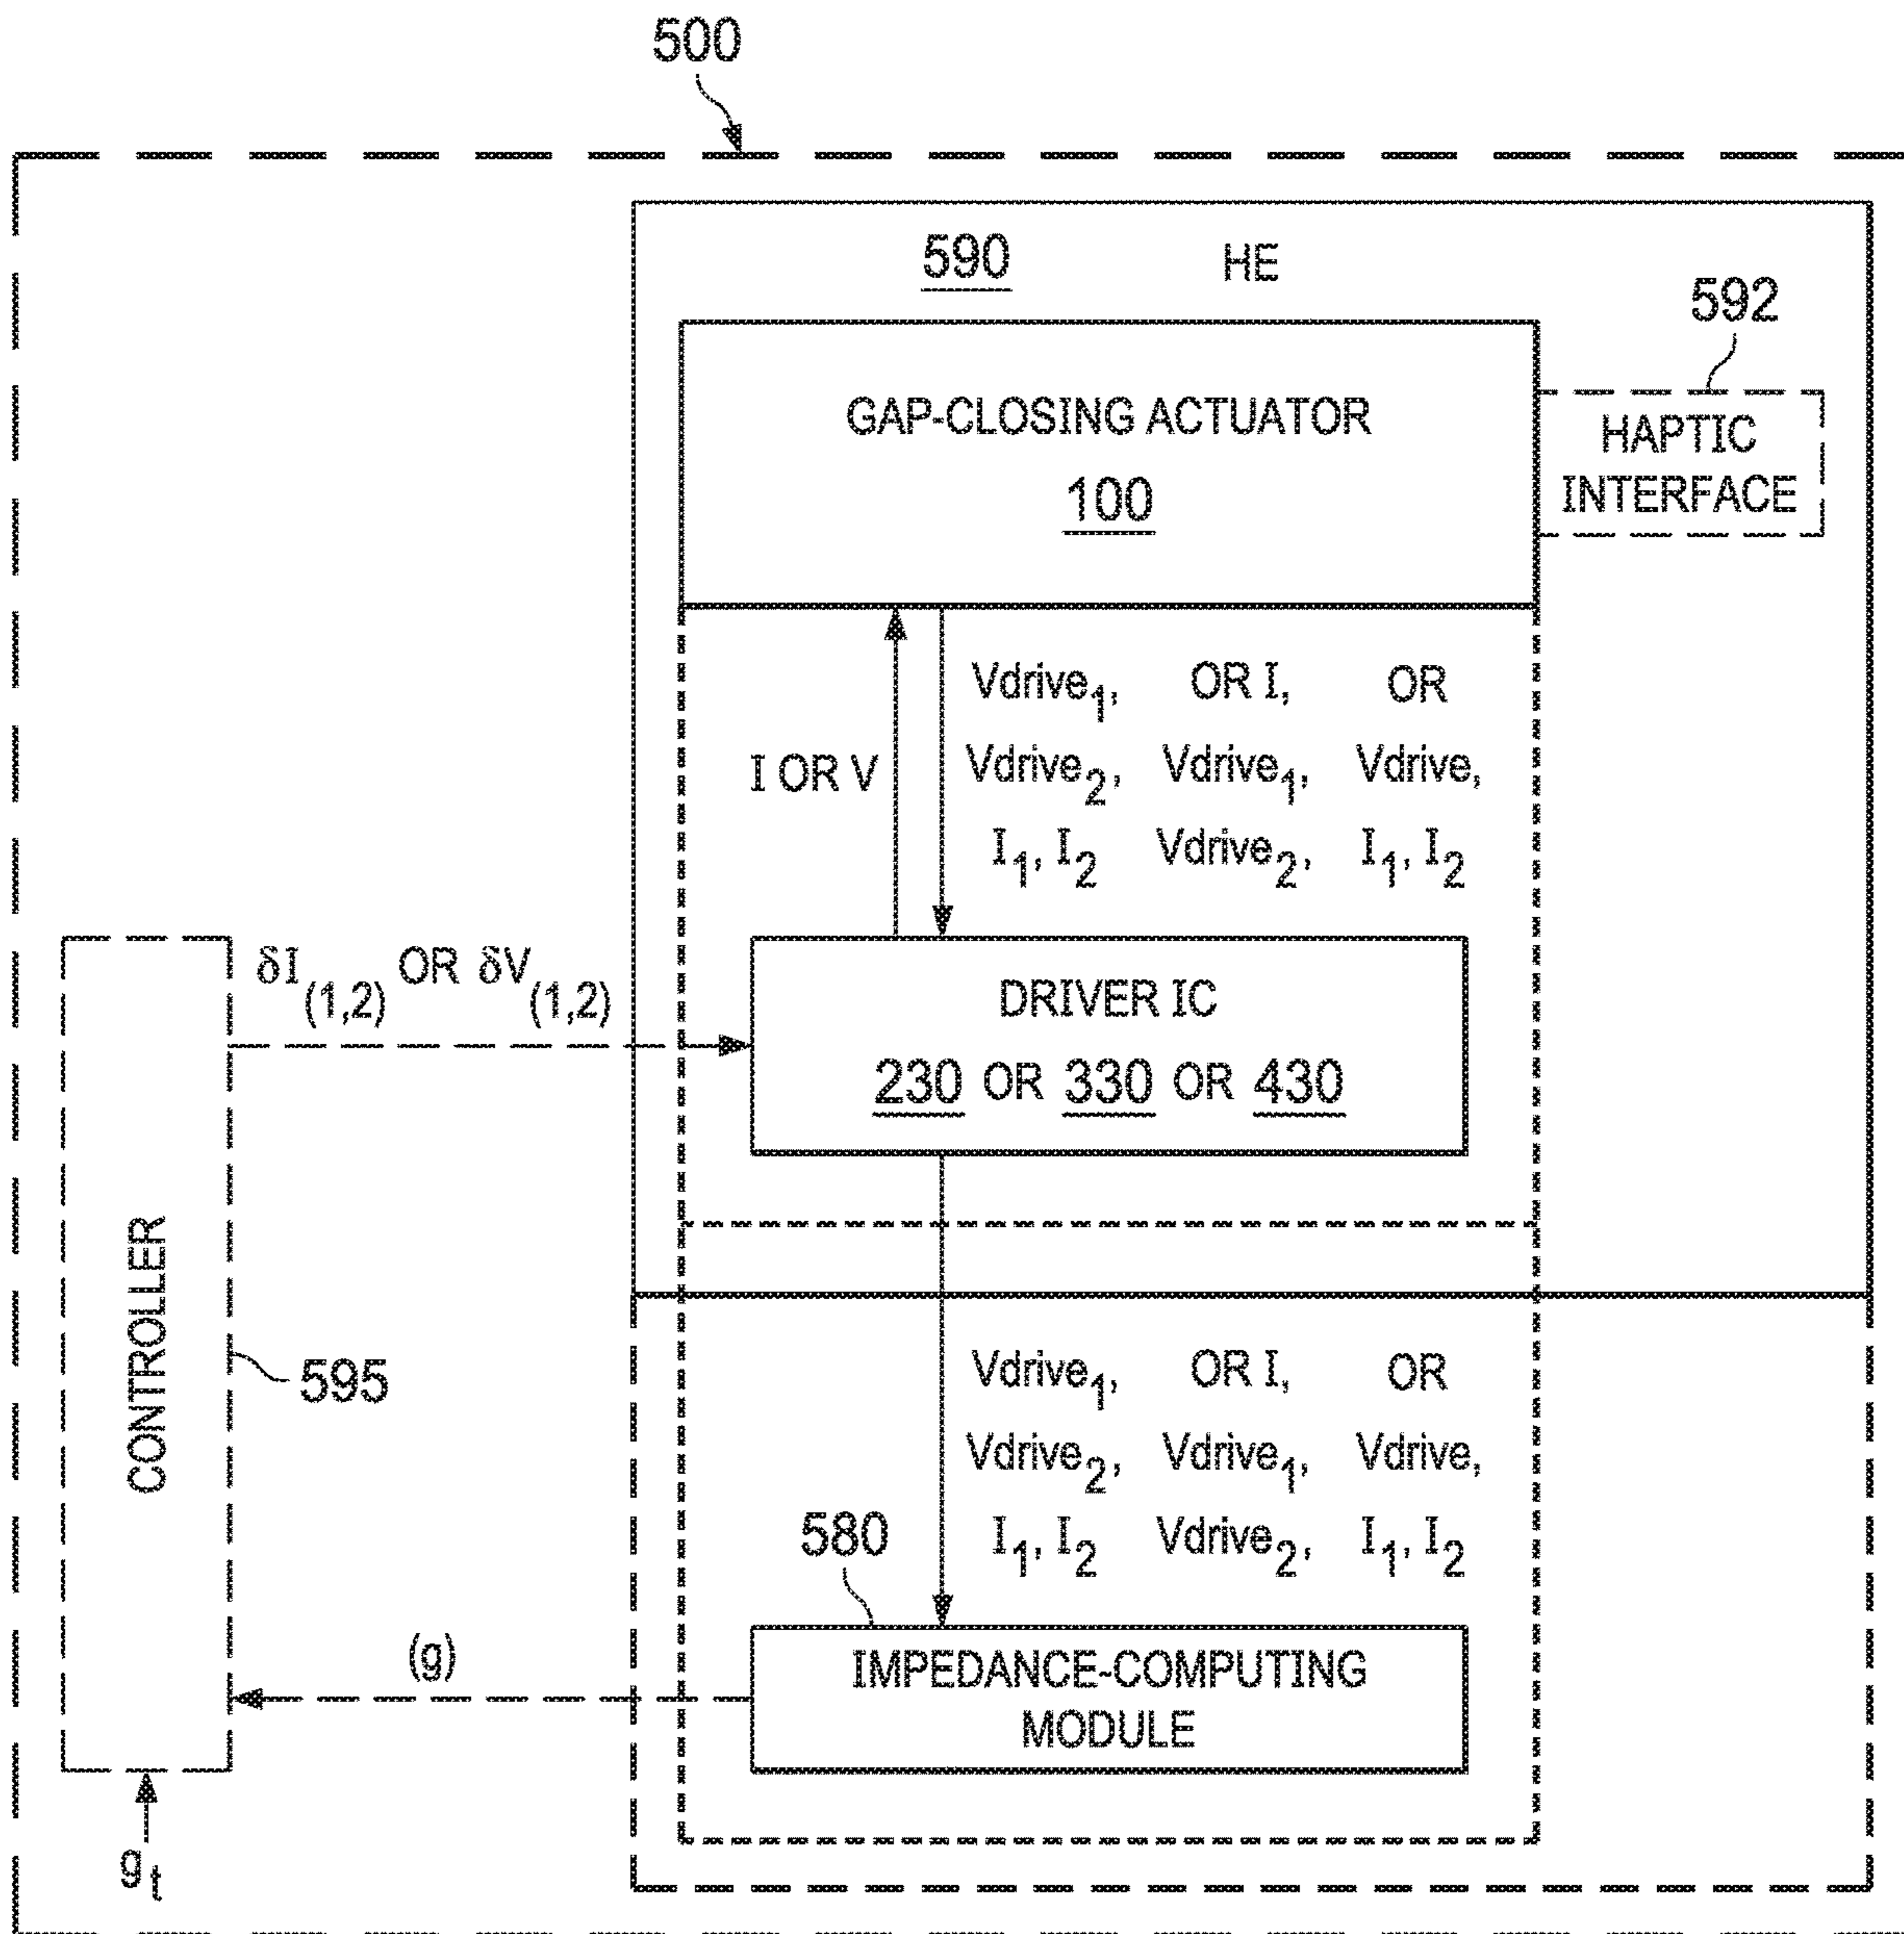 500
590 HE
592
GAP-CLOSING ACTUATOR
100
HAPTIC
INTERFACE
I OR V
Vdrive₁, OR I, OR
Vdrive₂, Vdrive₁, Vdrive,
I₁, I₂ Vdrive₂, I₁, I₂
δI(1,2) OR δV(1,2)
DRIVER IC
230 OR 330 OR 430
CONTROLLER
595
Vdrive₁, OR I, OR
Vdrive₂, Vdrive₁, Vdrive,
I₁, I₂ Vdrive₂, I₁, I₂
580
(g)
IMPEDANCE-COMPUTING
MODULE
gₜ